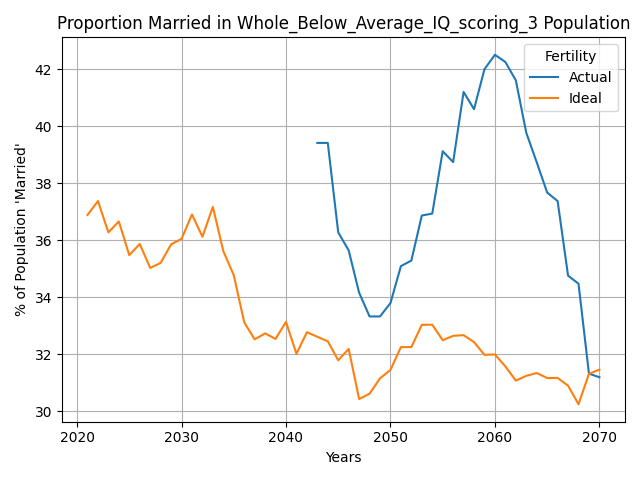 Proportion Married in Whole_Below_Average_IQ_scoring_3 Population
Fertility
Actual
Ideal
% of Population 'Married'
42
40
38
36
34
32
30
2020
2030
2040
2050
2060
2070
Years